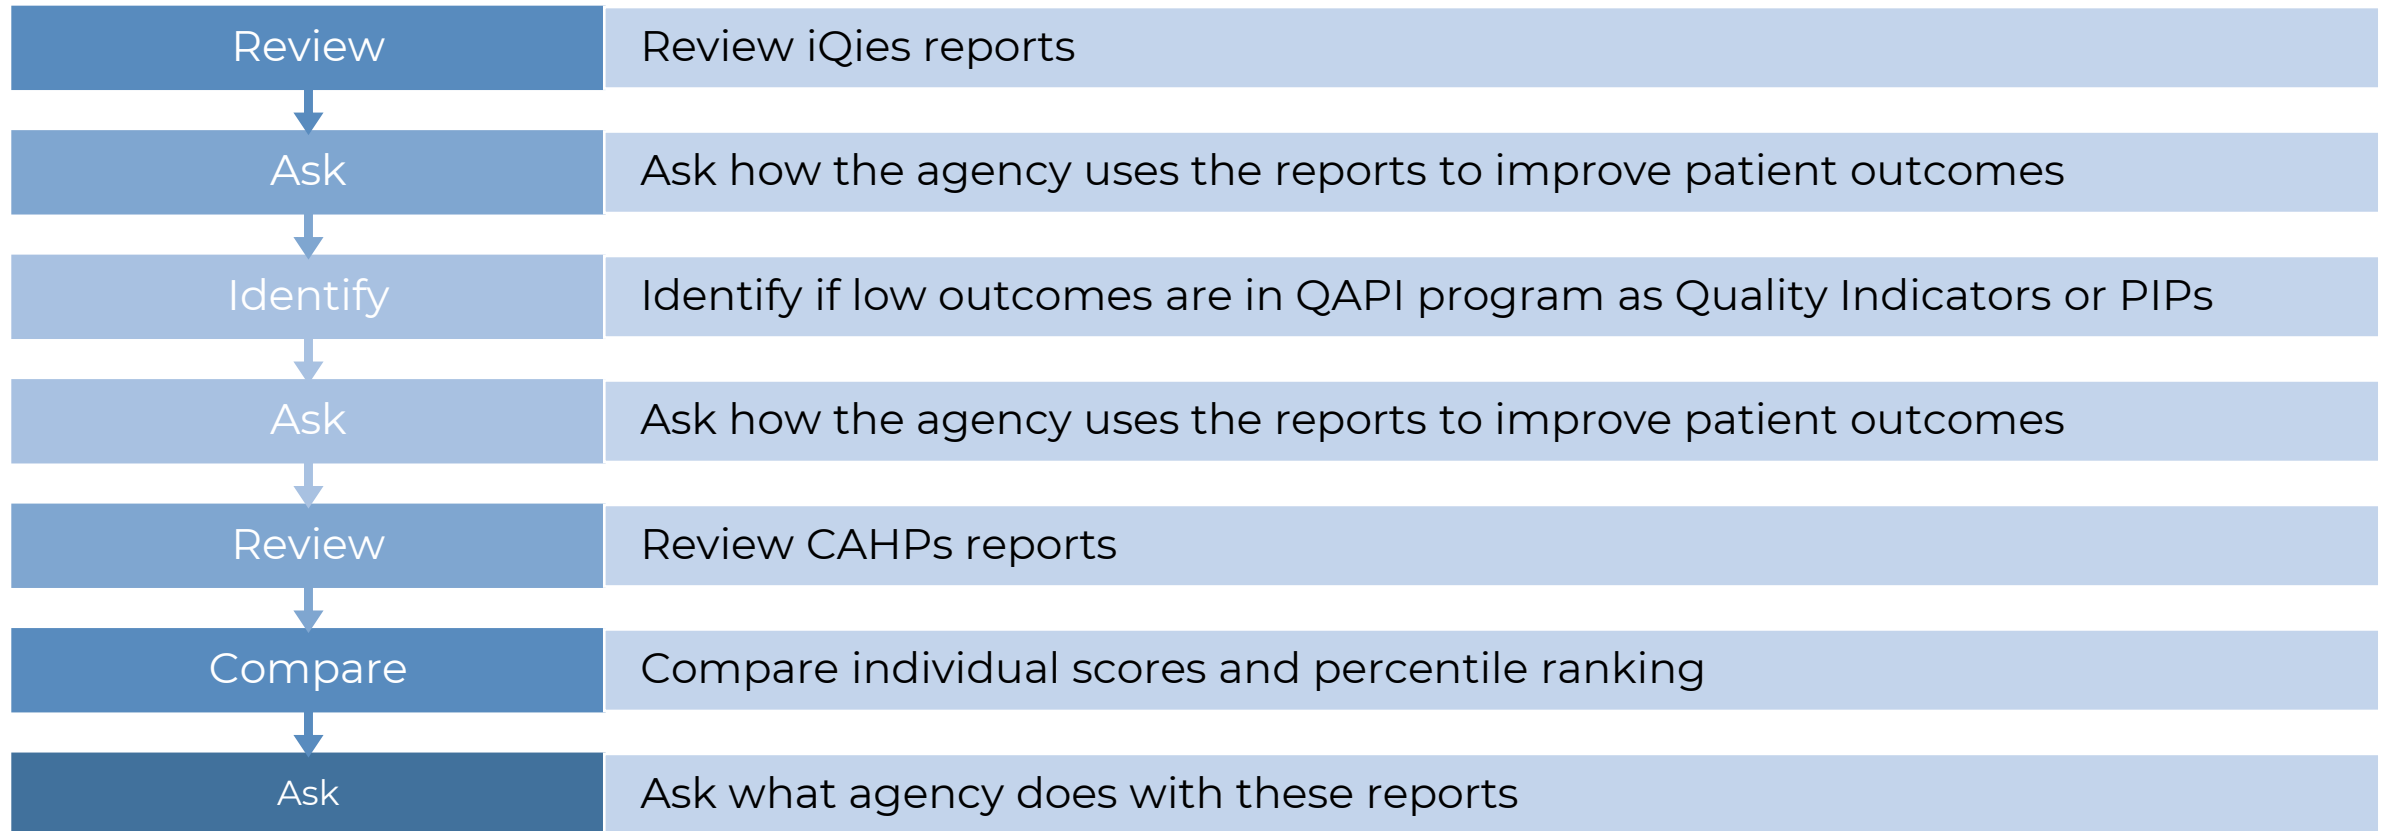 Review
Review iQies reports
Ask
Ask how the agency uses the reports to improve patient outcomes
Identify
Identify if low outcomes are in QAPI program as Quality Indicators or PIPs
Ask
Ask how the agency uses the reports to improve patient outcomes
Review
Review CAHPs reports
Compare
Compare individual scores and percentile ranking
Ask
Ask what agency does with these reports